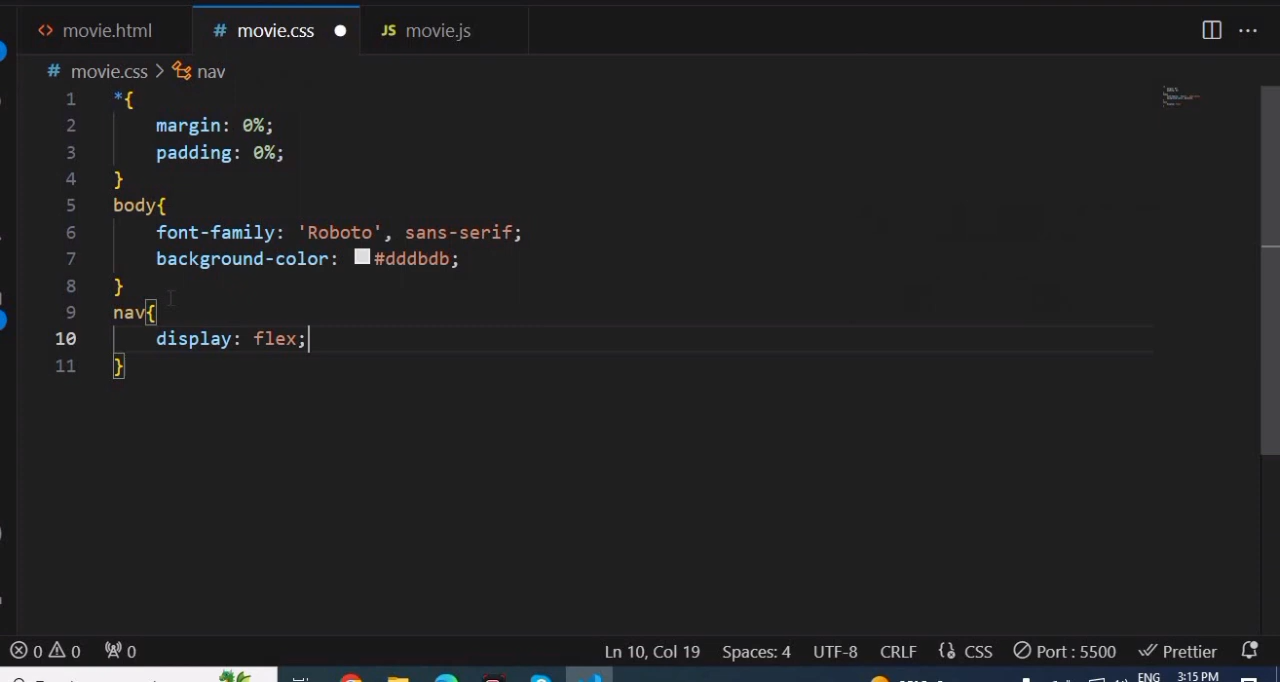 movie.html
# movie.css
JS movie.js
# movie.css > nav
1 *{
2 margin: 0%;
3 padding: 0%;
4 }
5 body{
6 font-family: 'Roboto', sans-serif;
7 background-color: #dddbdb;
8 }
9 nav{
10 display: flex;
11 }
0 0 0 Ln 10, Col 19 Spaces: 4 UTF-8 CRLF {} CSS Port : 5500 Prettier
ENG 3:15 PM